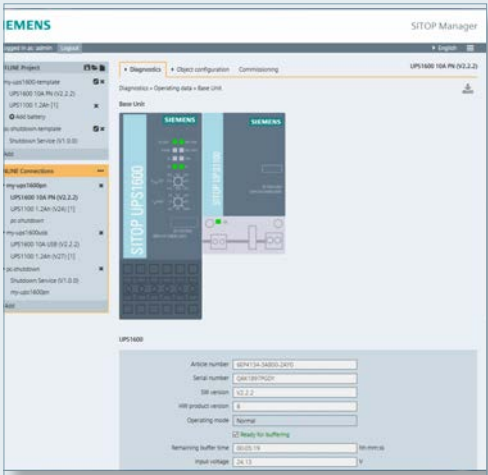 SIEMENS
SITOP Manager
Logged in as: admin Logout
English
OFFLINE Project
my-ups1600-template
UPS1600 10A PN (V2.2.2)
UPS1100 1.2Ah [1]
Add battery
pc-shutdown-template
Shutdown Service (V1.0.0)
Add
ONLINE Connections
my-ups1600pn
UPS1600 10A PN (V2.2.2)
UPS1100 1.2Ah (V24) [1]
pc-shutdown
my-ups1600usb
UPS1600 10A USB (V2.2.2)
UPS1100 1.2Ah (V27) [1]
pc-shutdown
Shutdown Service (V1.0.0)
my-ups1600pn
Add
Diagnostics
Object configuration
Commissioning
UPS1600 10A PN (V2.2.2)
Diagnostics » Operating data » Base Unit
Base Unit
SIEMENS
SIEMENS
SITOP UPS1600
SITOP UPS1100
UPS1600
Article number
Serial number
SW version V2.2.2
HW product version 6
Operating mode Normal
Ready for buffering
Remaining buffer time 00:05:19 hh:mm:ss
Input voltage 24.13 V